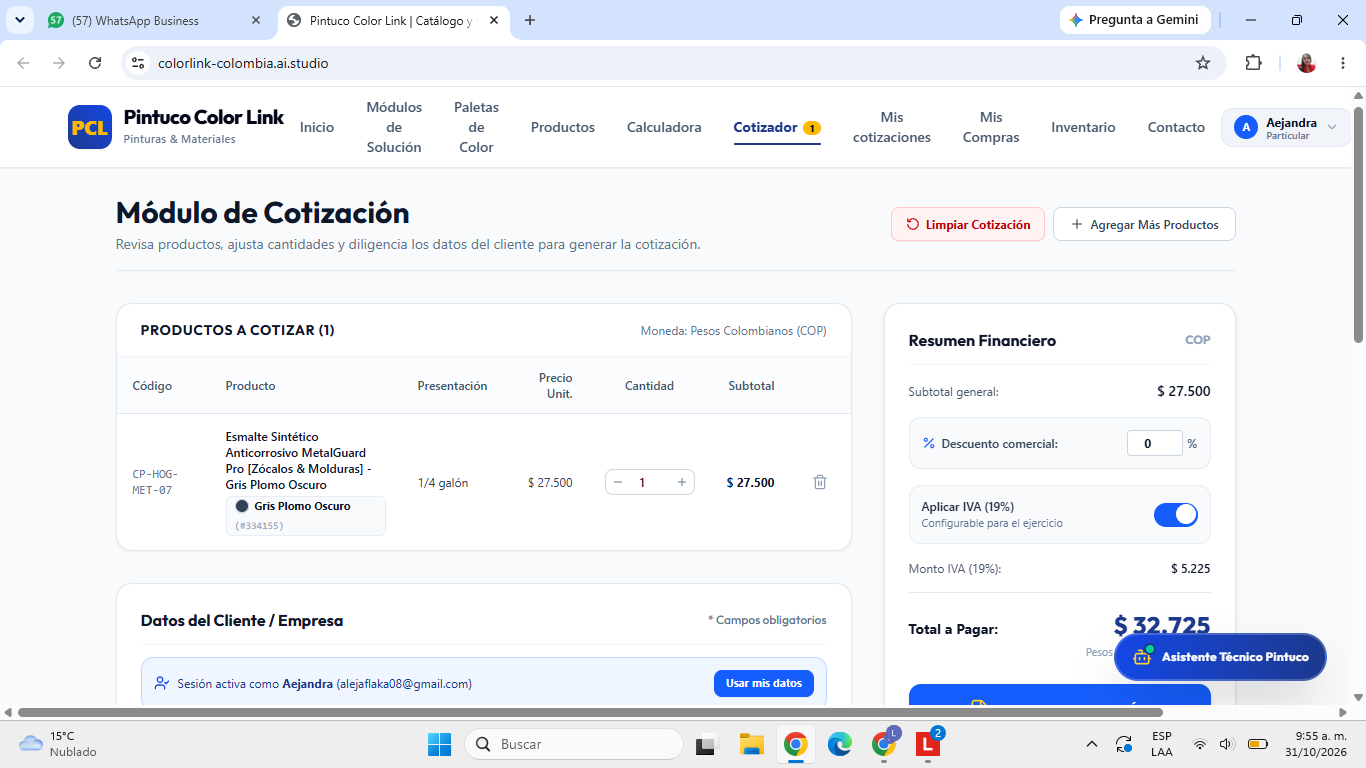 57
(57) WhatsApp Business
Pintuco Color Link | Catálogo y
Pregunta a Gemini
colorlink-colombia.ai.studio
PCL
Pintuco Color Link
Pinturas & Materiales
Inicio
Módulos
de
Solución
Paletas
de
Color
Productos
Calculadora
Cotizador 1
Mis
cotizaciones
Mis
Compras
Inventario
Contacto
A
Aejandra
Particular
Módulo de Cotización
Revisa productos, ajusta cantidades y diligencia los datos del cliente para generar la cotización.
Limpiar Cotización
+ Agregar Más Productos
PRODUCTOS A COTIZAR (1)
Moneda: Pesos Colombianos (COP)
Código
Producto
Presentación
Precio
Unit.
Cantidad
Subtotal
CP-HOG-
MET-07
Esmalte Sintético
Anticorrosivo MetalGuard
Pro [Zócalos & Molduras] -
Gris Plomo Oscuro
Gris Plomo Oscuro
(#334155)
1/4 galón
$ 27.500
− 1 +
$ 27.500
Datos del Cliente / Empresa
* Campos obligatorios
Sesión activa como Aejandra (alejaflaka08@gmail.com)
Usar mis datos
Resumen Financiero
COP
Subtotal general:
$ 27.500
% Descuento comercial:
0 %
Aplicar IVA (19%)
Configurable para el ejercicio
Monto IVA (19%):
$ 5.225
Total a Pagar:
$ 32.725
Pesos
Asistente Técnico Pintuco
15°C
Nublado
Buscar
L
L
2
ESP
LAA
9:55 a. m.
31/10/2026